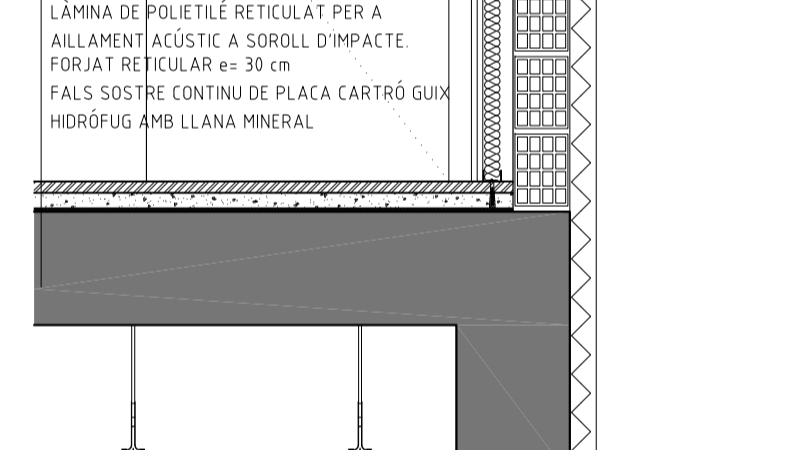 LÀMINA DE POLIETILÉ RETICULAT PER A
AILLAMENT ACÚSTIC A SOROLL D'IMPACTE.
FORJAT RETICULAR e= 30 cm
FALS SOSTRE CONTINU DE PLACA CARTRÓ GUIX
HIDRÓFUG AMB LLANA MINERAL